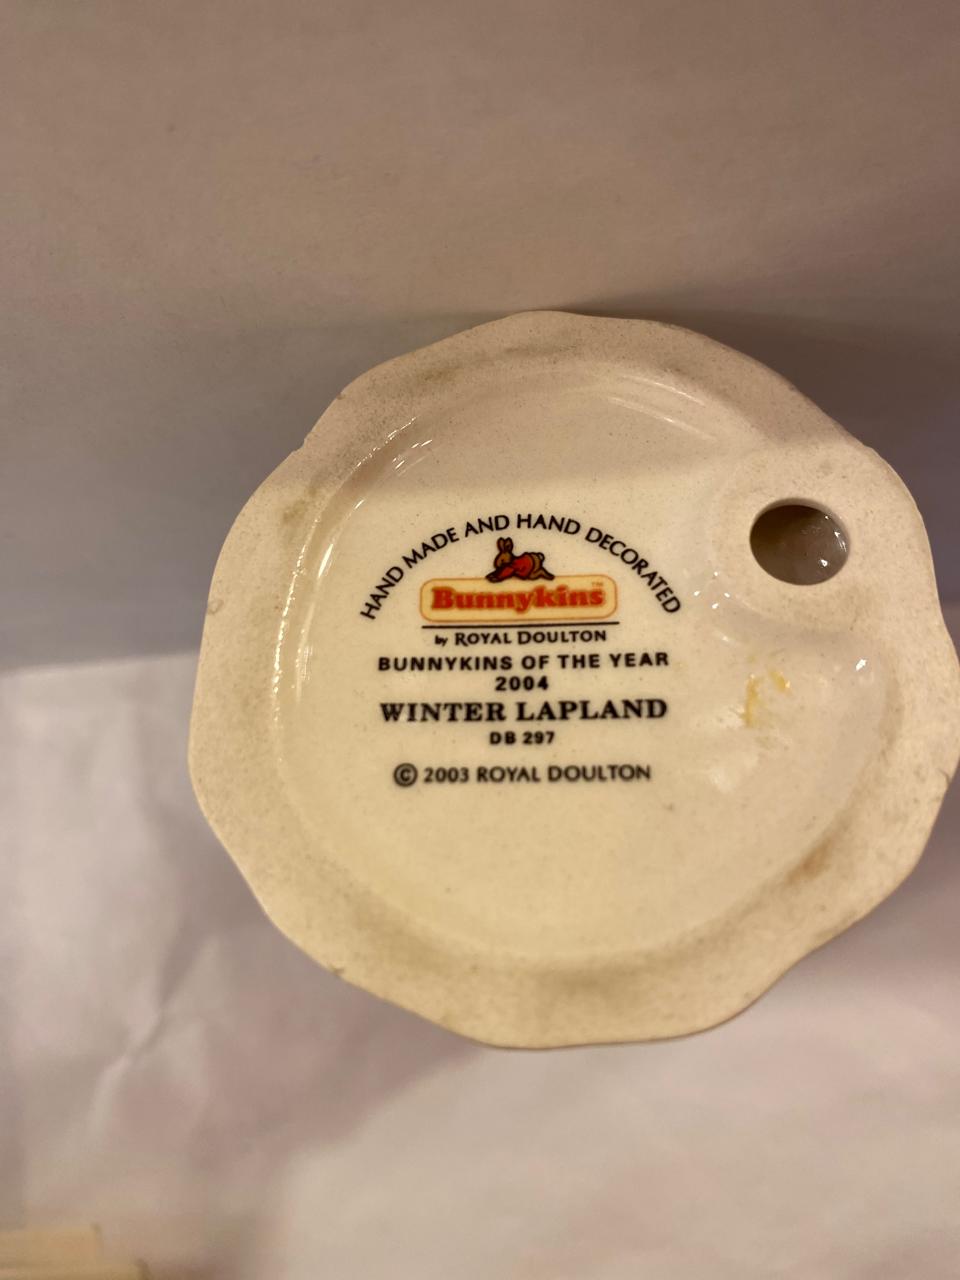 HAND MADE AND HAND DECORATED
Bunnykins™
by ROYAL DOULTON
BUNNYKINS OF THE YEAR
2004
WINTER LAPLAND
DB 297
© 2003 ROYAL DOULTON